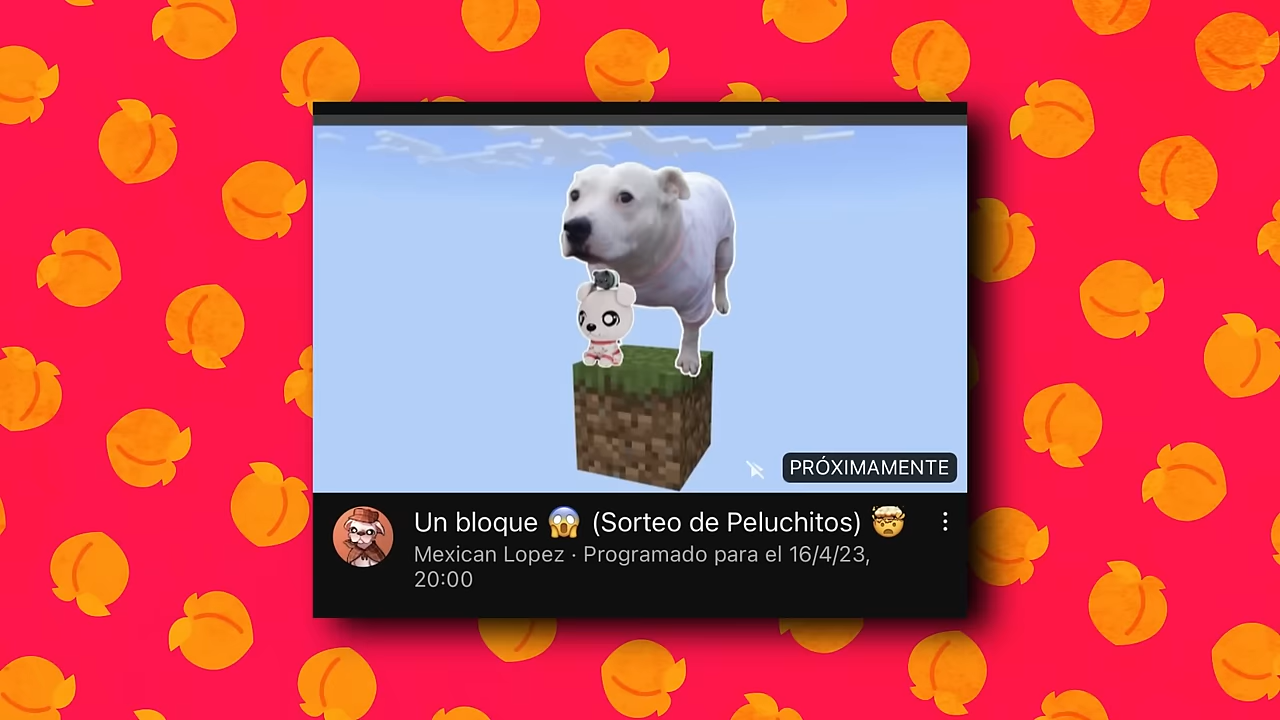 PRÓXIMAMENTE
Un bloque 😱 (Sorteo de Peluchitos) 🤯
Mexican Lopez · Programado para el 16/4/23,
20:00